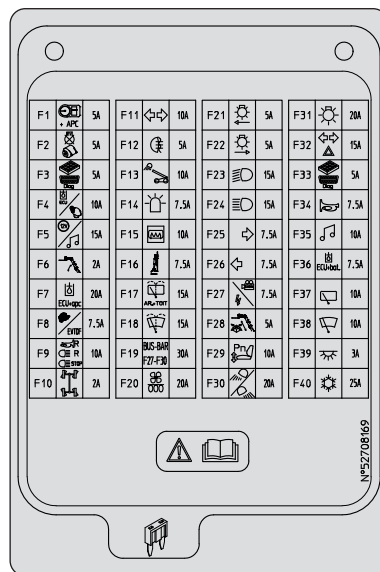 F1 + APC 5A F11 10A F21 5A F31 20A
F2 5A F12 5A F22 5A F32 15A
F3 Diag 5A F13 10A F23 15A F33 Diag 5A
F4 ECU 10A F14 7.5A F24 15A F34 7.5A
F5 12V 15A F15 10A F25 7.5A F35 10A
F6 2A F16 7.5A F26 7.5A F36 ECU+bat. 7.5A
F7 ECU+apc 20A F17 AR+TOIT 15A F27 7.5A F37 10A
F8 EVTDF 7.5A F18 15A F28 5A F38 10A
F9 R R STOP 10A F19 BUS-BAR F27-F30 30A F29 Pn 10A F39 3A
F10 2A F20 20A F30 20A F40 25A
N°52708169